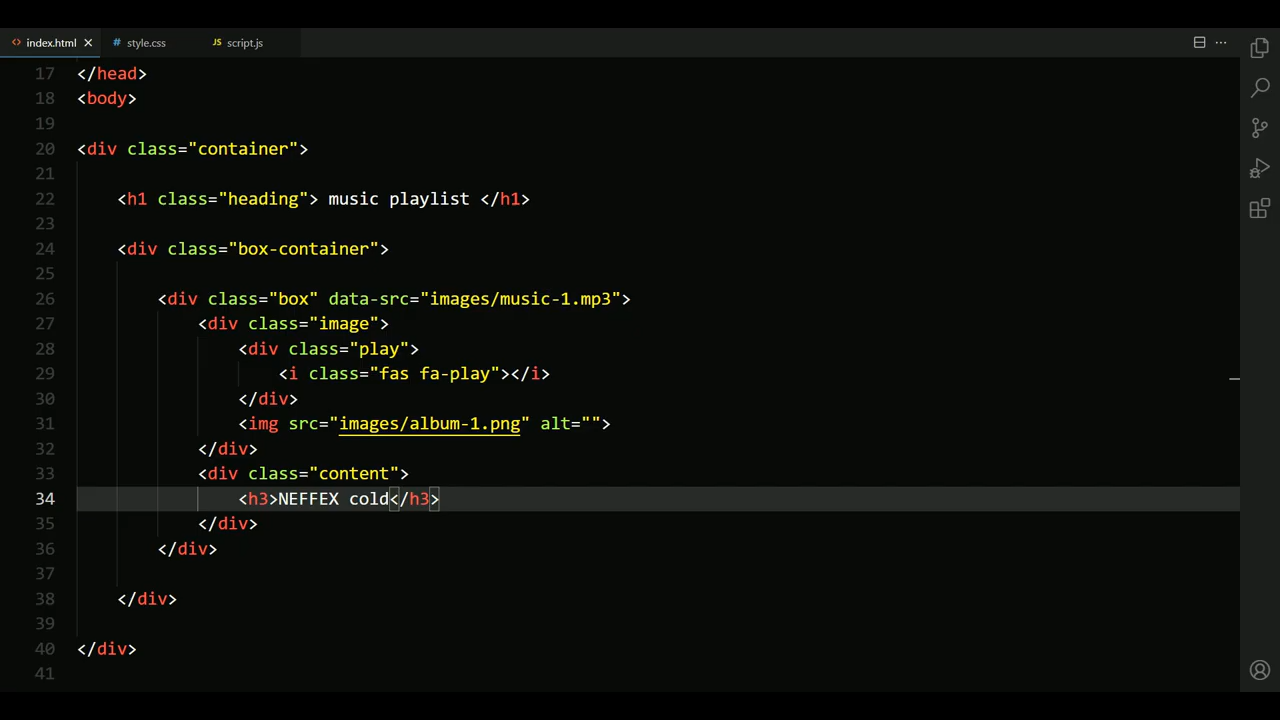 index.html style.css JS script.js
17 </head>
18 <body>
19
20 <div class="container">
21
22     <h1 class="heading"> music playlist </h1>
23
24     <div class="box-container">
25
26         <div class="box" data-src="images/music-1.mp3">
27             <div class="image">
28                 <div class="play">
29                     <i class="fas fa-play"></i>
30                 </div>
31                 <img src="images/album-1.png" alt="">
32             </div>
33             <div class="content">
34                 <h3>NEFFEX cold</h3>
35             </div>
36         </div>
37
38     </div>
39
40 </div>
41